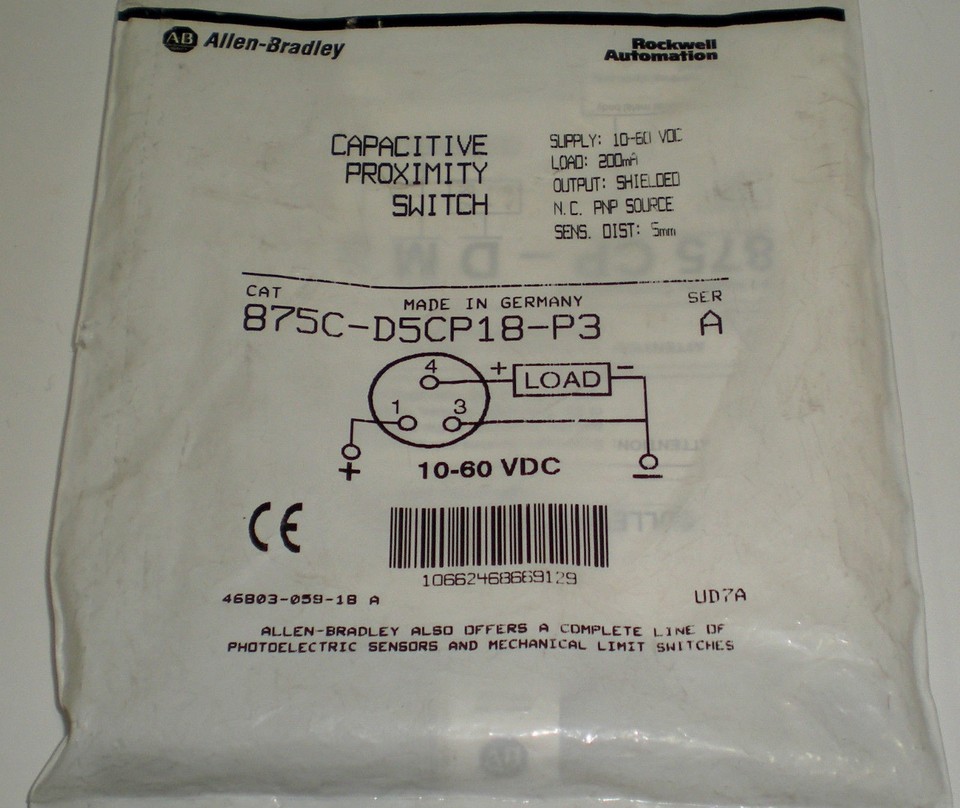 AB Allen-Bradley
Rockwell
Automation
CAPACITIVE
PROXIMITY
SWITCH
SUPPLY: 10-60 VDC
LOAD: 200mA
OUTPUT: SHIELDED
N.C. PNP SOURCE
SENS. DIST: 5mm
CAT
MADE IN GERMANY
SER
875C-D5CP18-P3
A
4
+ LOAD -
1 3
+
10-60 VDC
-
CE
10662468669129
46803-059-18 A
UD7A
ALLEN-BRADLEY ALSO OFFERS A COMPLETE LINE OF
PHOTOELECTRIC SENSORS AND MECHANICAL LIMIT SWITCHES